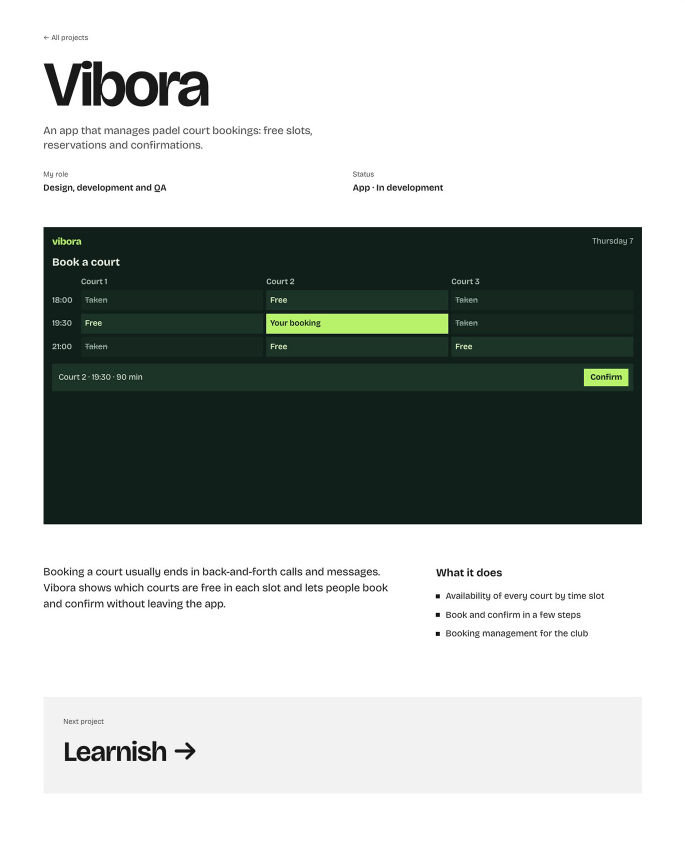 ← All projects
Vibora
An app that manages padel court bookings: free slots,
reservations and confirmations.
My role
Status
Design, development and QA
App · In development
vibora
Thursday 7
Book a court
Court 1
Court 2
Court 3
18:00
Taken
Free
Taken
19:30
Free
Your booking
Taken
21:00
Taken
Free
Free
Court 2 · 19:30 · 90 min
Confirm
Booking a court usually ends in back-and-forth calls and messages.
Vibora shows which courts are free in each slot and lets people book
and confirm without leaving the app.
What it does
Availability of every court by time slot
Book and confirm in a few steps
Booking management for the club
Next project
Learnish →